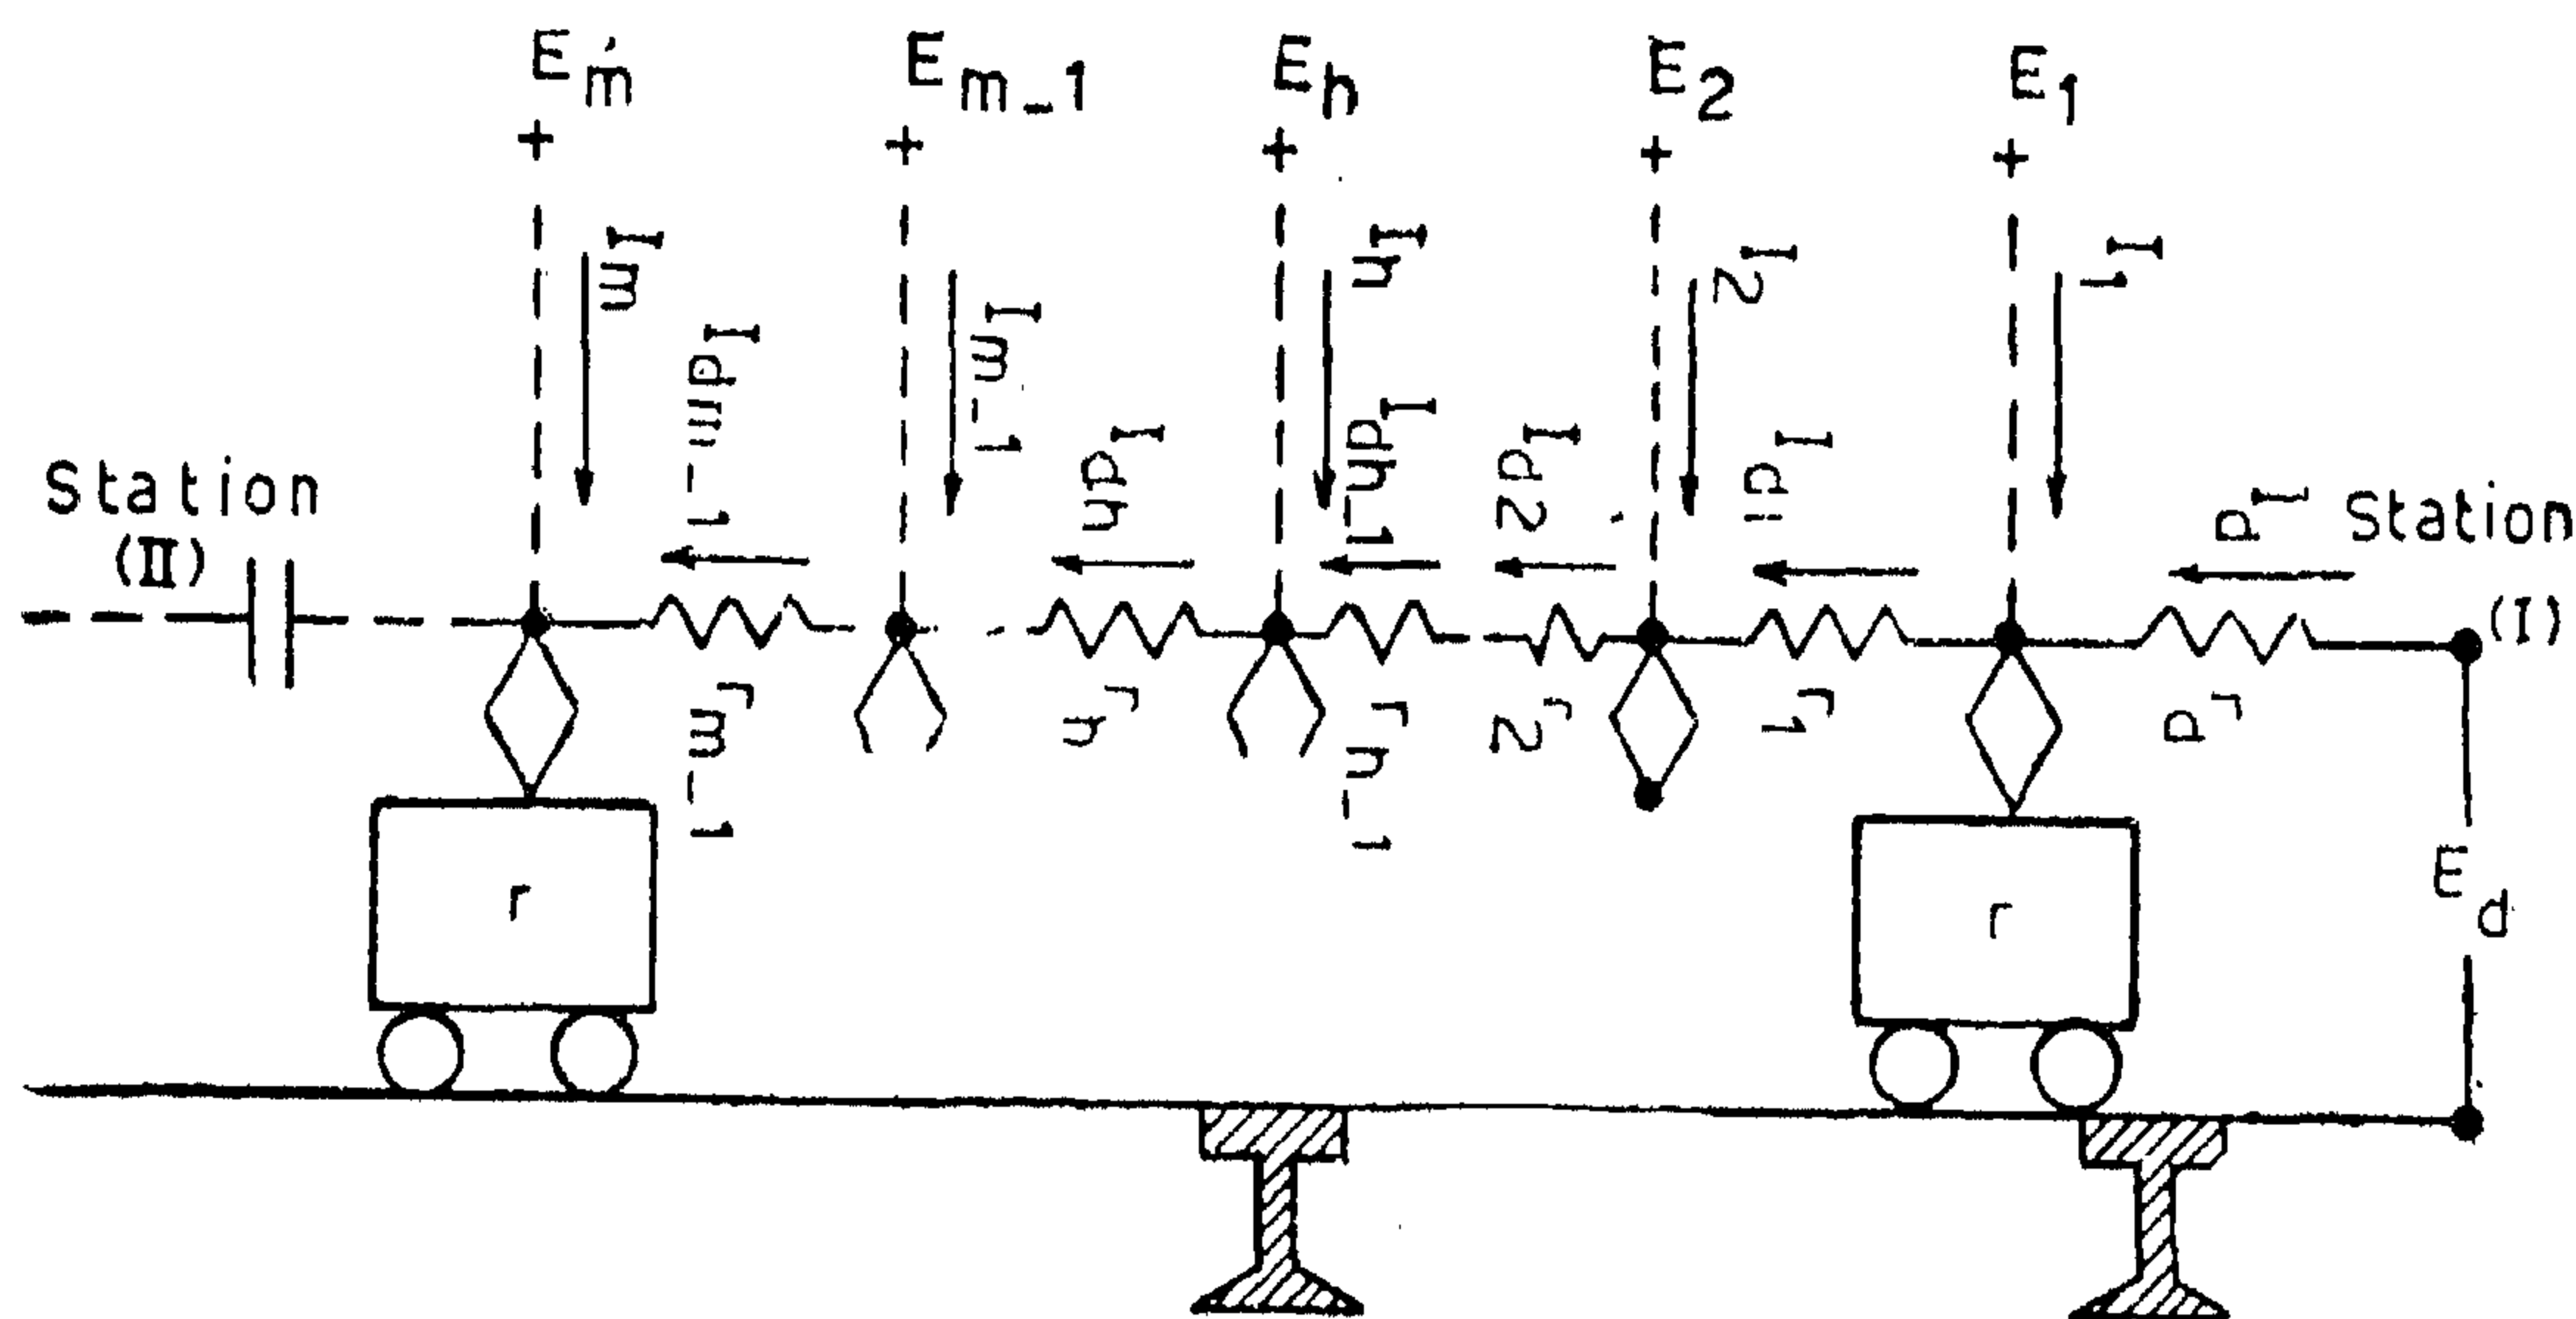 E'm Em-1 Eh E2 E1
+ + + + +
Im Im-1 Ih I2 I1
Idm-1 Idh Idh-1 Id2 Id1 Id
Station (II)
Station (I)
rm-1 rh rh-1 r2 r1 rd
r r
Ed